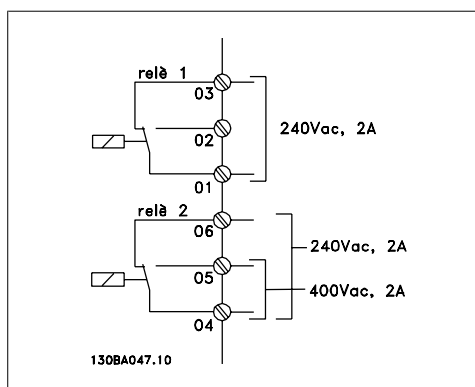 relè 1
03
02
240Vac, 2A
01
relè 2
06
240Vac, 2A
05
400Vac, 2A
04
130BA047.10